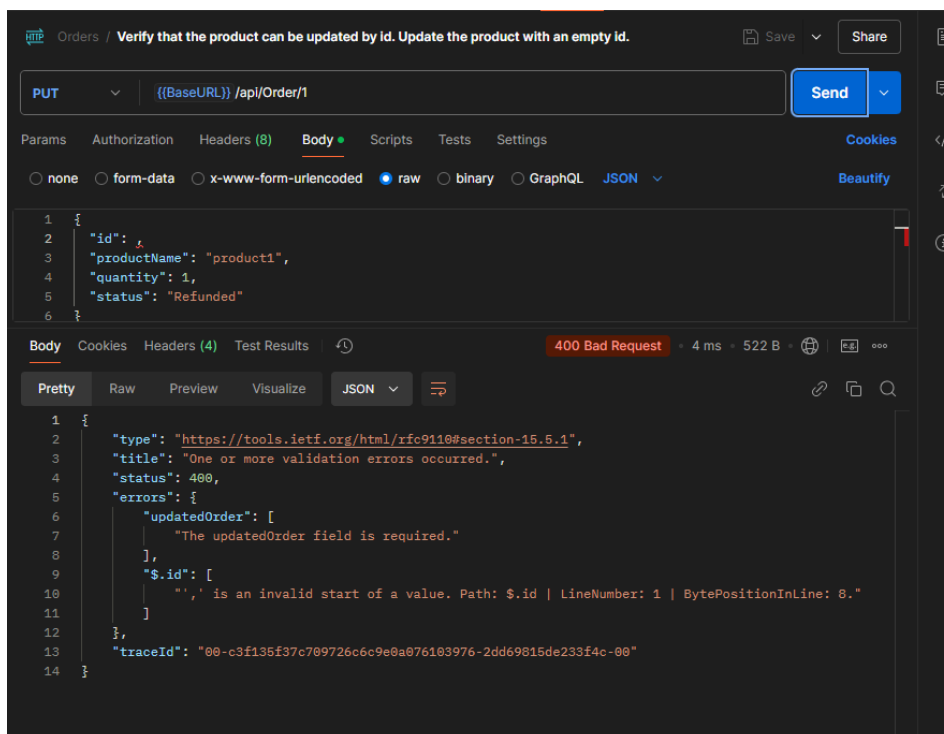 HTTP Orders / Verify that the product can be updated by id. Update the product with an empty id. Save Share
PUT {{BaseURL}} /api/Order/1 Send
Params Authorization Headers (8) Body Scripts Tests Settings Cookies
none form-data x-www-form-urlencoded raw binary GraphQL JSON Beautify
1 {
2 "id": ,
3 "productName": "product1",
4 "quantity": 1,
5 "status": "Refunded"
6 }
Body Cookies Headers (4) Test Results 400 Bad Request 4 ms 522 B e.g.
Pretty Raw Preview Visualize JSON
1 {
2 "type": "https://tools.ietf.org/html/rfc9110#section-15.5.1",
3 "title": "One or more validation errors occurred.",
4 "status": 400,
5 "errors": {
6 "updatedOrder": [
7 "The updatedOrder field is required."
8 ],
9 "$.id": [
10 "',' is an invalid start of a value. Path: $.id | LineNumber: 1 | BytePositionInLine: 8."
11 ]
12 },
13 "traceId": "00-c3f135f37c709726c6c9e0a076103976-2dd69815de233f4c-00"
14 }